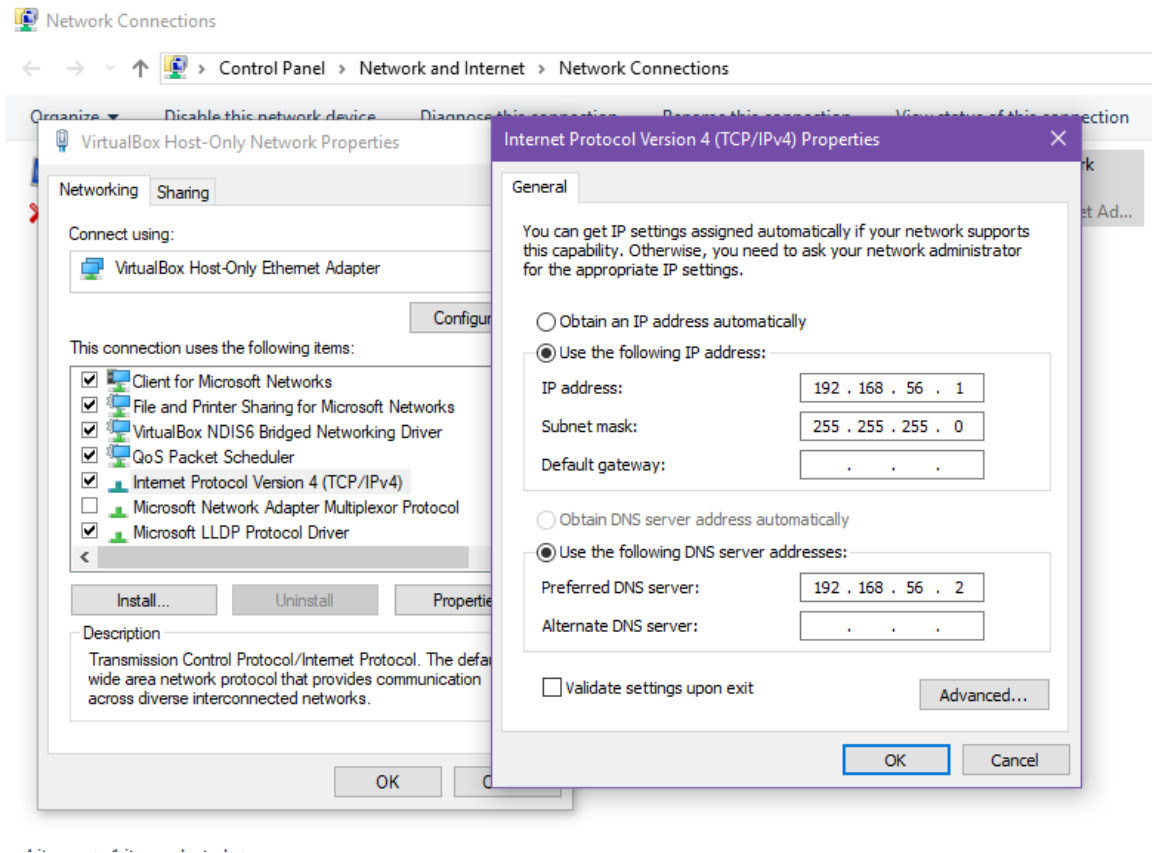 Network Connections
Control Panel > Network and Internet > Network Connections
Organize Disable this network device Diagnose this connection Rename this connection View status of this connection
VirtualBox Host-Only Network Properties
Networking Sharing
Connect using:
VirtualBox Host-Only Ethernet Adapter
Configur
This connection uses the following items:
Client for Microsoft Networks
File and Printer Sharing for Microsoft Networks
VirtualBox NDIS6 Bridged Networking Driver
QoS Packet Scheduler
Internet Protocol Version 4 (TCP/IPv4)
Microsoft Network Adapter Multiplexor Protocol
Microsoft LLDP Protocol Driver
Install... Uninstall Propertie
Description
Transmission Control Protocol/Internet Protocol. The defau
wide area network protocol that provides communication
across diverse interconnected networks.
OK C
Internet Protocol Version 4 (TCP/IPv4) Properties
General
You can get IP settings assigned automatically if your network supports
this capability. Otherwise, you need to ask your network administrator
for the appropriate IP settings.
Obtain an IP address automatically
Use the following IP address:
IP address: 192 . 168 . 56 . 1
Subnet mask: 255 . 255 . 255 . 0
Default gateway: . . .
Obtain DNS server address automatically
Use the following DNS server addresses:
Preferred DNS server: 192 . 168 . 56 . 2
Alternate DNS server: . . .
Validate settings upon exit
Advanced...
OK Cancel
rk
et Ad...